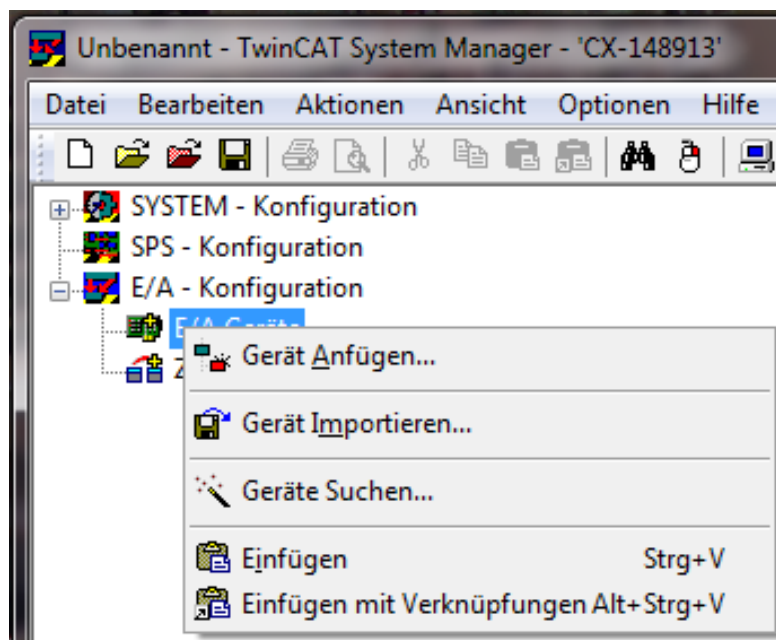 Unbenannt - TwinCAT System Manager - 'CX-148913'
Datei Bearbeiten Aktionen Ansicht Optionen Hilfe
SYSTEM - Konfiguration
SPS - Konfiguration
E/A - Konfiguration
E/A Geräte
Z
Gerät Anfügen...
Gerät Importieren...
Geräte Suchen...
Einfügen Strg+V
Einfügen mit Verknüpfungen Alt+Strg+V